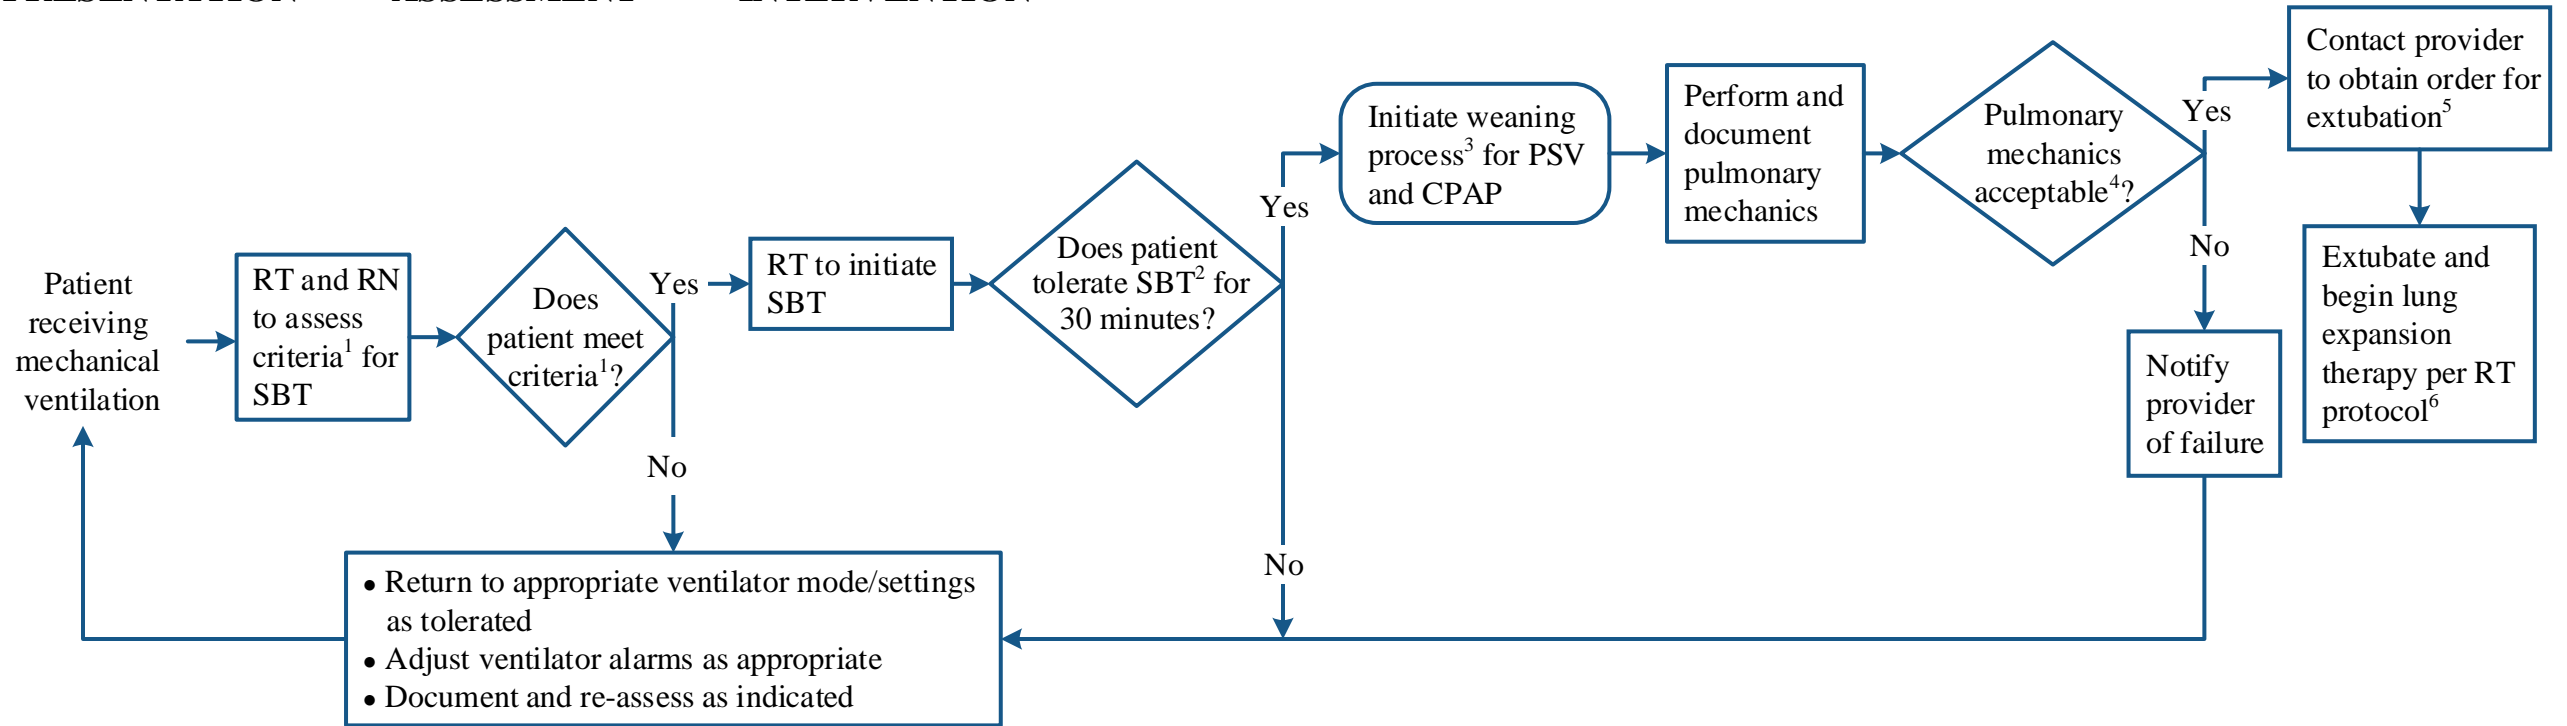 PRESENTATION ASSESSMENT INTERVENTION
Patient
receiving
mechanical
ventilation
RT and RN
to assess
criteria1 for
SBT
Does
patient meet
criteria1?
Yes
No
RT to initiate
SBT
Does patient
tolerate SBT2 for
30 minutes?
Yes
No
Initiate weaning
process3 for PSV
and CPAP
Perform and
document
pulmonary
mechanics
Pulmonary
mechanics
acceptable4?
Yes
No
Contact provider
to obtain order for
extubation5
Extubate and
begin lung
expansion
therapy per RT
protocol6
Notify
provider
of failure
• Return to appropriate ventilator mode/settings
as tolerated
• Adjust ventilator alarms as appropriate
• Document and re-assess as indicated